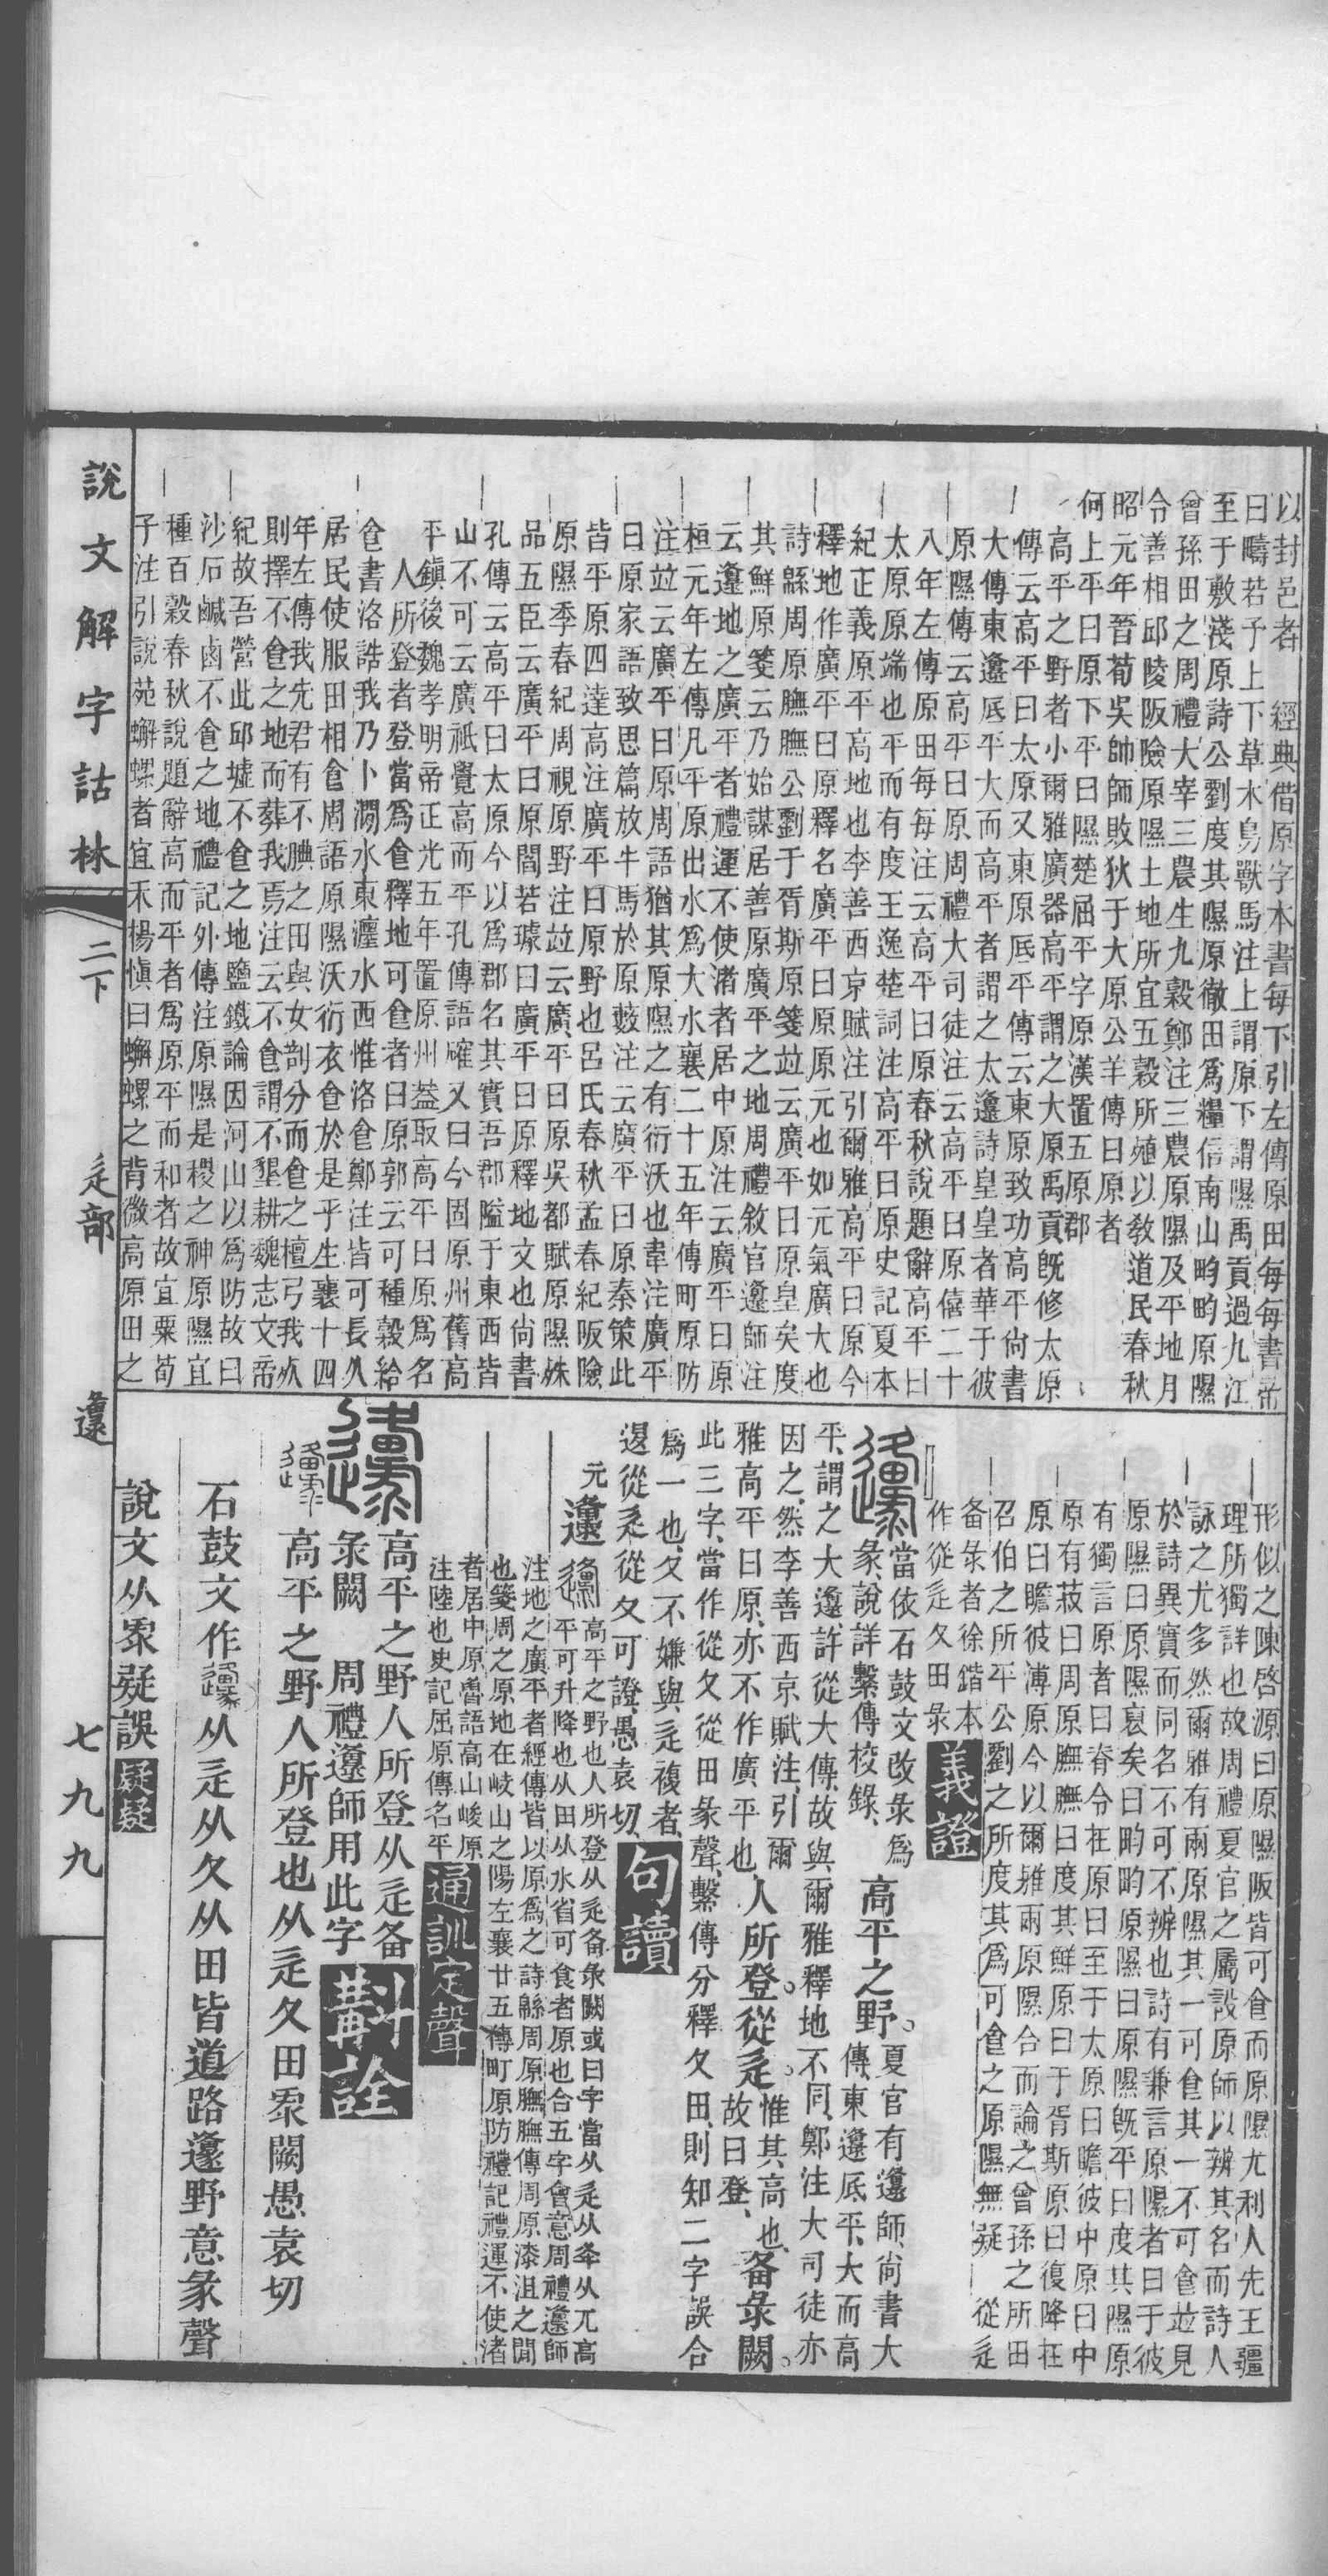 以封邑者 經典借原字本書每下引左傳原田每每書帝
曰疇若予上下草木鳥獸馬注上謂原下謂隰禹貢過九江
至于敷淺原詩公劉度其隰原徹田為糧信南山畇畇原隰
曾孫田之周禮大宰三農生九穀鄭注三農原隰及平地月
令善相邱陵阪險原隰土地所宜五穀所殖以教道民春秋
昭元年晉荀吳帥師敗狄于大原公羊傳曰原者
何上平曰原下平曰隰楚屈平字原漢置五原郡
高平之野者小爾雅廣器高平謂之大原禹貢旣修太原
傳云高平曰太原又東原厎平傳云東原致功高平尙書
大傳東邍厎平大而高平者謂之太邍詩皇皇者華于彼
原隰傳云高平曰原周禮大司徒注云高平曰原僖二十
八年左傳原田每每注云高平曰原春秋說題辭高平曰
太原原端也平而有度王逸楚詞注高平曰原史記夏本
紀正義原平高地也李善西京賦注引爾雅高平曰原今
釋地作廣平曰原釋名廣平曰原原元也如元氣廣大也
詩緜周原膴膴公劉于胥斯原箋竝云廣平曰原皇矣度
其鮮原箋云乃始謀居善原廣平之地周禮敘官邍師注
云邍地之廣平者禮運不使渚者居中原注云廣平曰原
桓元年左傳凡平原出水為大水襄二十五年傳町原防
注竝云廣平曰原周語猶其原隰之有衍沃也韋注廣平
曰原家語致思篇放牛馬於原藪注云廣平曰原秦策此
皆平原四達高注廣平曰原野也呂氏春秋孟春紀阪險
原隰季春紀周視原野注竝云廣平曰原吳都賦原隰殊
品五臣云廣平曰原閻若璩曰廣平曰原釋地文也尙書
孔傳云高平曰太原今以為郡名其實吾郡隘于東西皆
山不可云廣祇覺高而平孔傳語確又曰今固原州舊高
平鎮後魏孝明帝正光五年置原州葢取高平曰原為名
人所登者登當為食釋地可食者曰原郭云可種穀給
食書洛誥我乃卜澗水東瀍水西惟洛食鄭注皆可長久
居民使服田相食周語原隰沃衍衣食於是乎生襄十四
年左傳我先君有不腆之田與女剖分而食之檀弓我死
則擇不食之地而葬我焉注云不食謂不墾耕魏志文帝
紀故吾營此邱墟不食之地鹽鐵論因河山以為防故曰
沙石鹹鹵不食之地禮記外傳注原隰是稷之神原隰宜
種百穀春秋說題辭高而平者為原平而和者故宜粟荀
子注引說苑蠏螺者宜禾楊愼曰蠏螺之背微高原田之
形似之陳啓源曰原隰阪皆可食而原隰尤利人先王疆
理所獨詳也故周禮夏官之屬設原師以辨其名而詩人
詠之尤多然爾雅有兩原隰其一可食其一不可食竝見
於詩異實而同名不可不辨也詩有兼言原隰者曰于彼
原隰曰原隰裒矣曰畇畇原隰曰原隰旣平曰度其隰原
有獨言原者曰脊令在原曰至于太原曰瞻彼中原曰中
原有菽曰周原膴膴曰度其鮮原曰于胥斯原曰復降在
原曰瞻彼溥原今以爾雅兩原隰合而論之曾孫之所田
召伯之所平公劉之所度其為可食之原隰無疑 從辵
备彔者徐鍇本
作從辵夂田彔 義證
當依石鼓文改彔為
彖說詳繫傳校錄 高平之野。 夏官有邍師尙書大傳東邍底平大而高
平謂之大邍許從大傳故與爾雅釋地不同鄭注大司徒亦
因之然李善西京賦注引爾
雅高平曰原亦不作廣平也 人所登。從辵。 惟其高也故曰登 备彔闕。
此三字當作從夂從田彖聲繫傳分釋夂田則知二字誤合
為一也夂不嫌與辵複者
邊從辵從夂可證愚袁切 句讀
元 邍 高平之野也人所登从辵备彔闕或曰字當从辵从夅从兀高
平可升降也从田从水省可食者原也合五字會意周禮邍師
注地之廣平者經傳皆以原為之詩緜周原膴膴傳周原漆沮之閒
也箋周之原地在岐山之陽左襄廿五傳町原防禮記禮運不使渚
者居中原魯語高山峻原
注陸也史記屈原傳名平 通訓定聲
高平之野人所登从辵备
彔闕 周禮邍師用此字 斠詮
高平之野人所登也从辵夂田彖闕愚袁切
石鼓文作 从辵从夂从田皆道路邍野意彖聲
說文从彖疑誤 疑疑
說文解字詁林 二下 辵部 邍 七九九